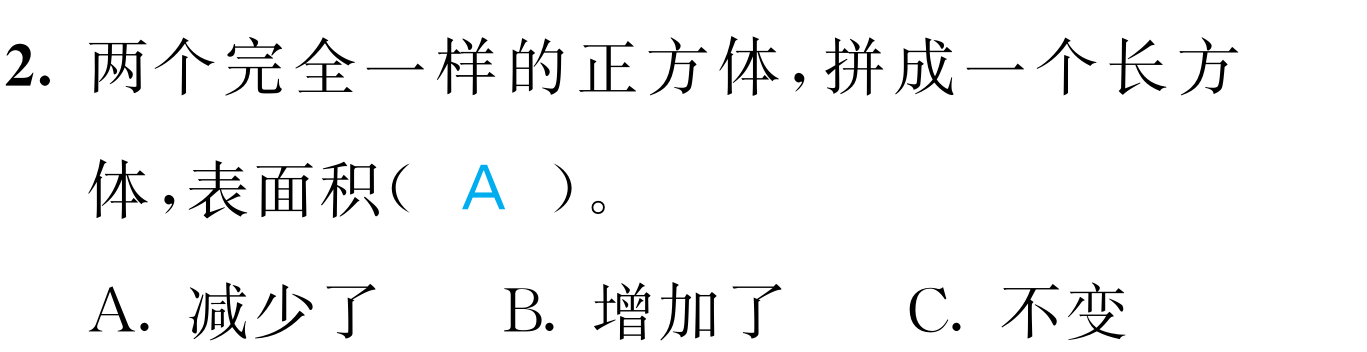 2. 两个完全一样的正方体,拼成一个长方
体,表面积( A )。
A. 减少了 B. 增加了 C. 不变